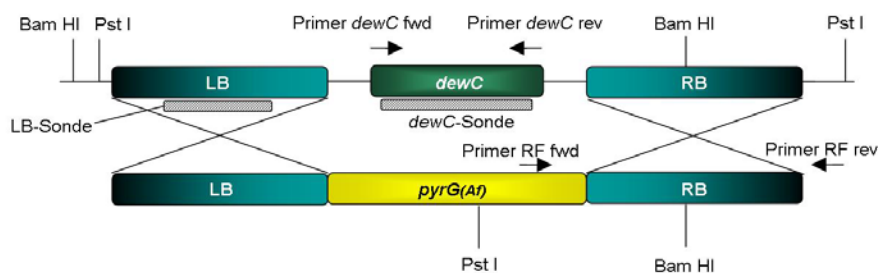 Primer dewC fwd
Primer dewC rev
Bam HI
Pst I
Bam HI
Pst I
LB
dewC
RB
LB-Sonde
dewC-Sonde
Primer RF fwd
Primer RF rev
LB
pyrG(Af)
RB
Pst I
Bam HI